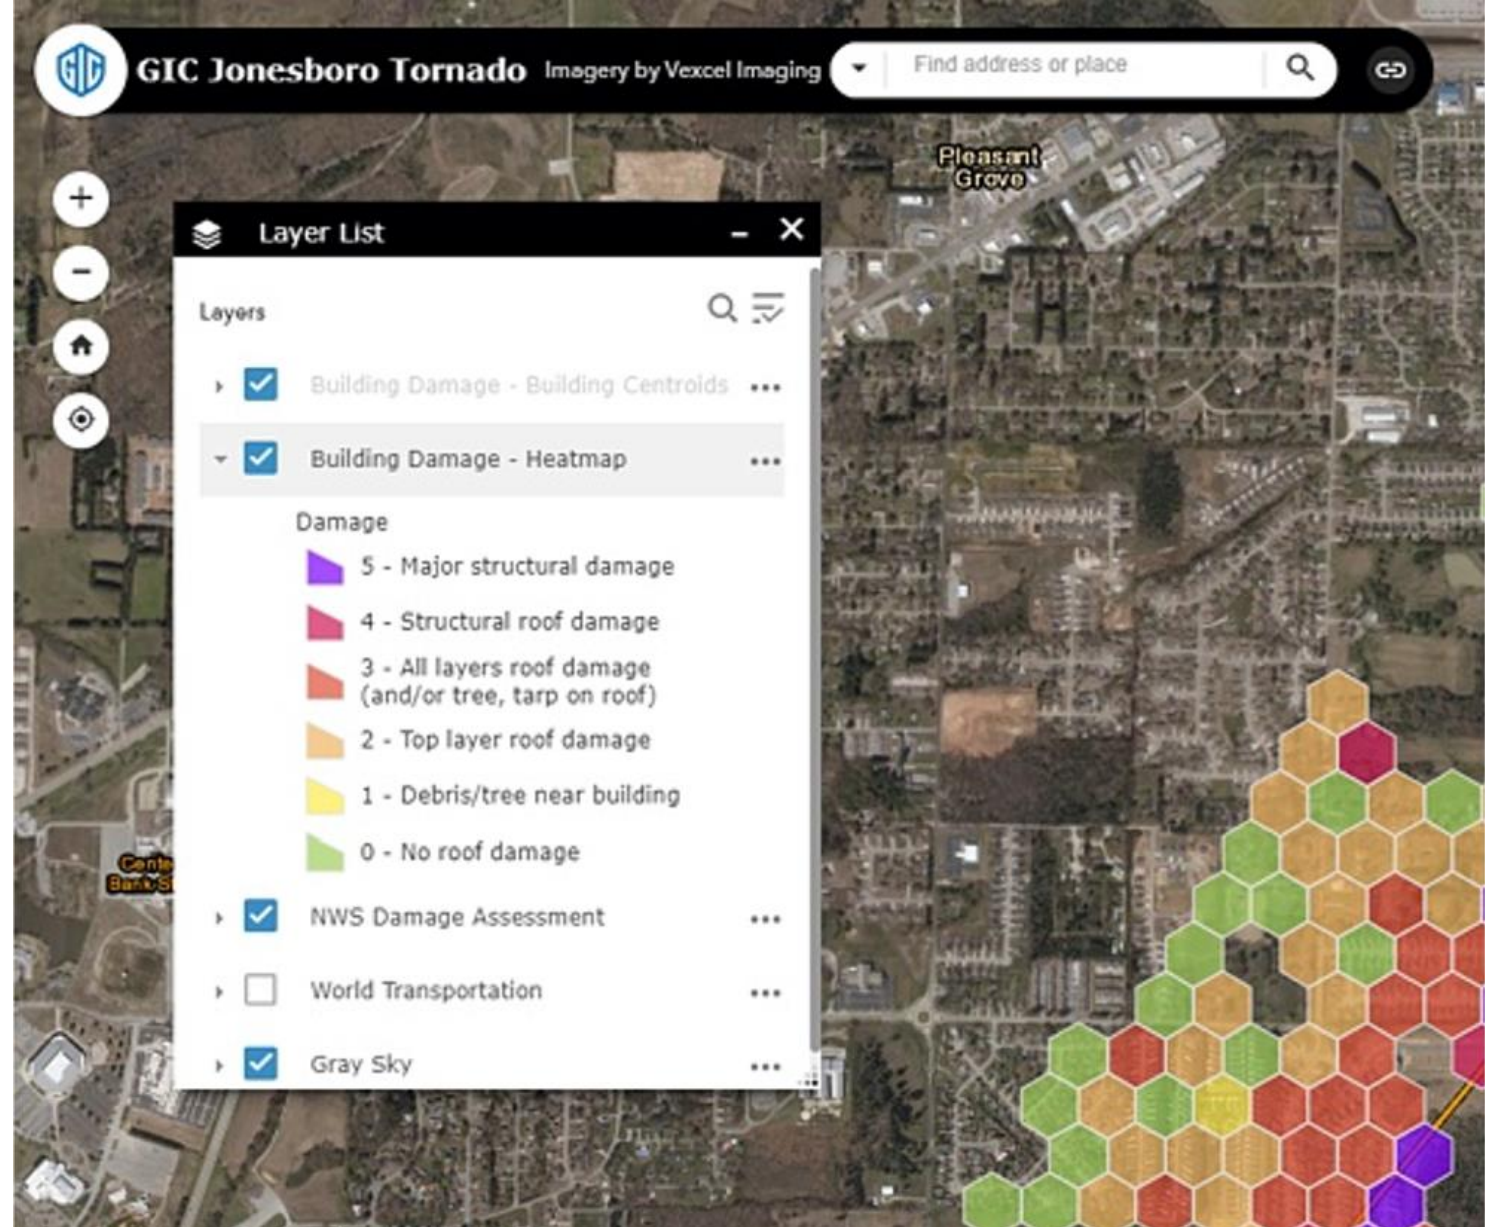 GIC
GIC Jonesboro Tornado Imagery by Vexcel Imaging
Find address or place
Pleasant
Grove
Layer List
Layers
Building Damage - Building Centroids
Building Damage - Heatmap
Damage
5 - Major structural damage
4 - Structural roof damage
3 - All layers roof damage
(and/or tree, tarp on roof)
2 - Top layer roof damage
1 - Debris/tree near building
0 - No roof damage
NWS Damage Assessment
World Transportation
Gray Sky
Bank